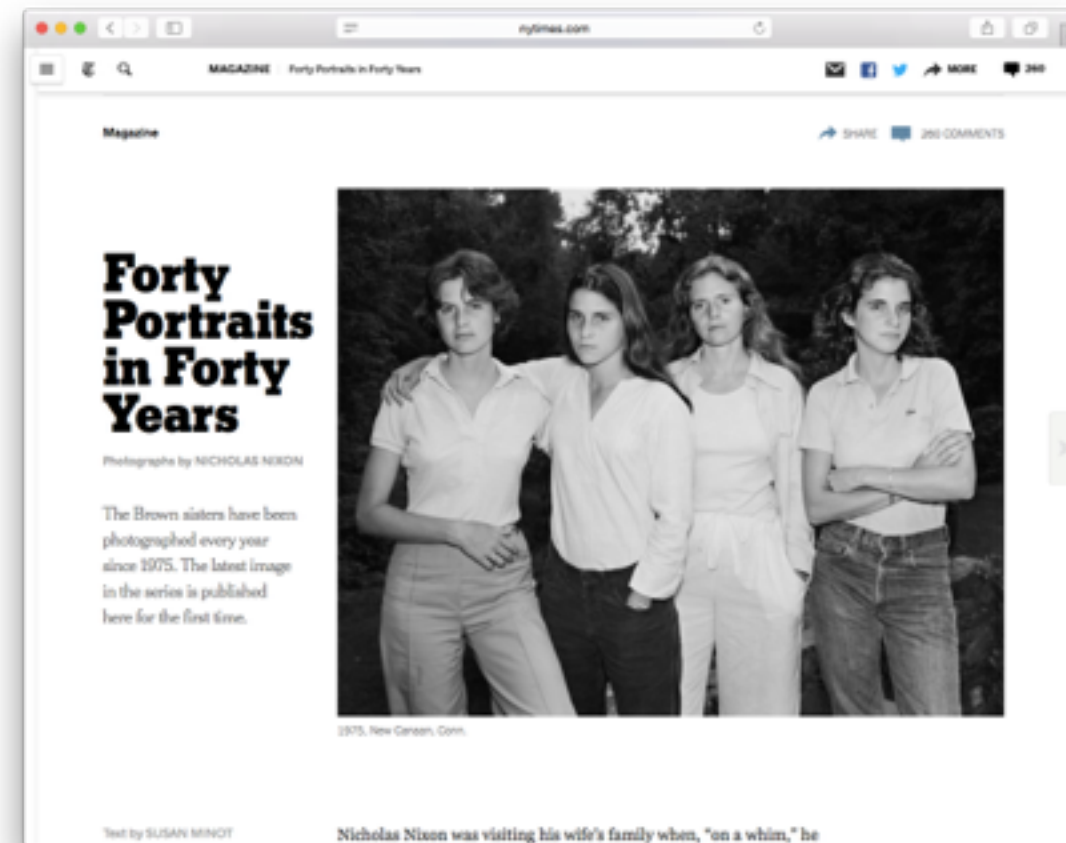 nytimes.com
MAGAZINE Forty Portraits in Forty Years
MORE 260
Magazine
SHARE 260 COMMENTS
Forty
Portraits
in Forty
Years
Photographs by NICHOLAS NIXON
The Brown sisters have been
photographed every year
since 1975. The latest image
in the series is published
here for the first time.
1975, New Canaan, Conn.
Text by SUSAN MINOT
Nicholas Nixon was visiting his wife's family when, “on a whim,” he